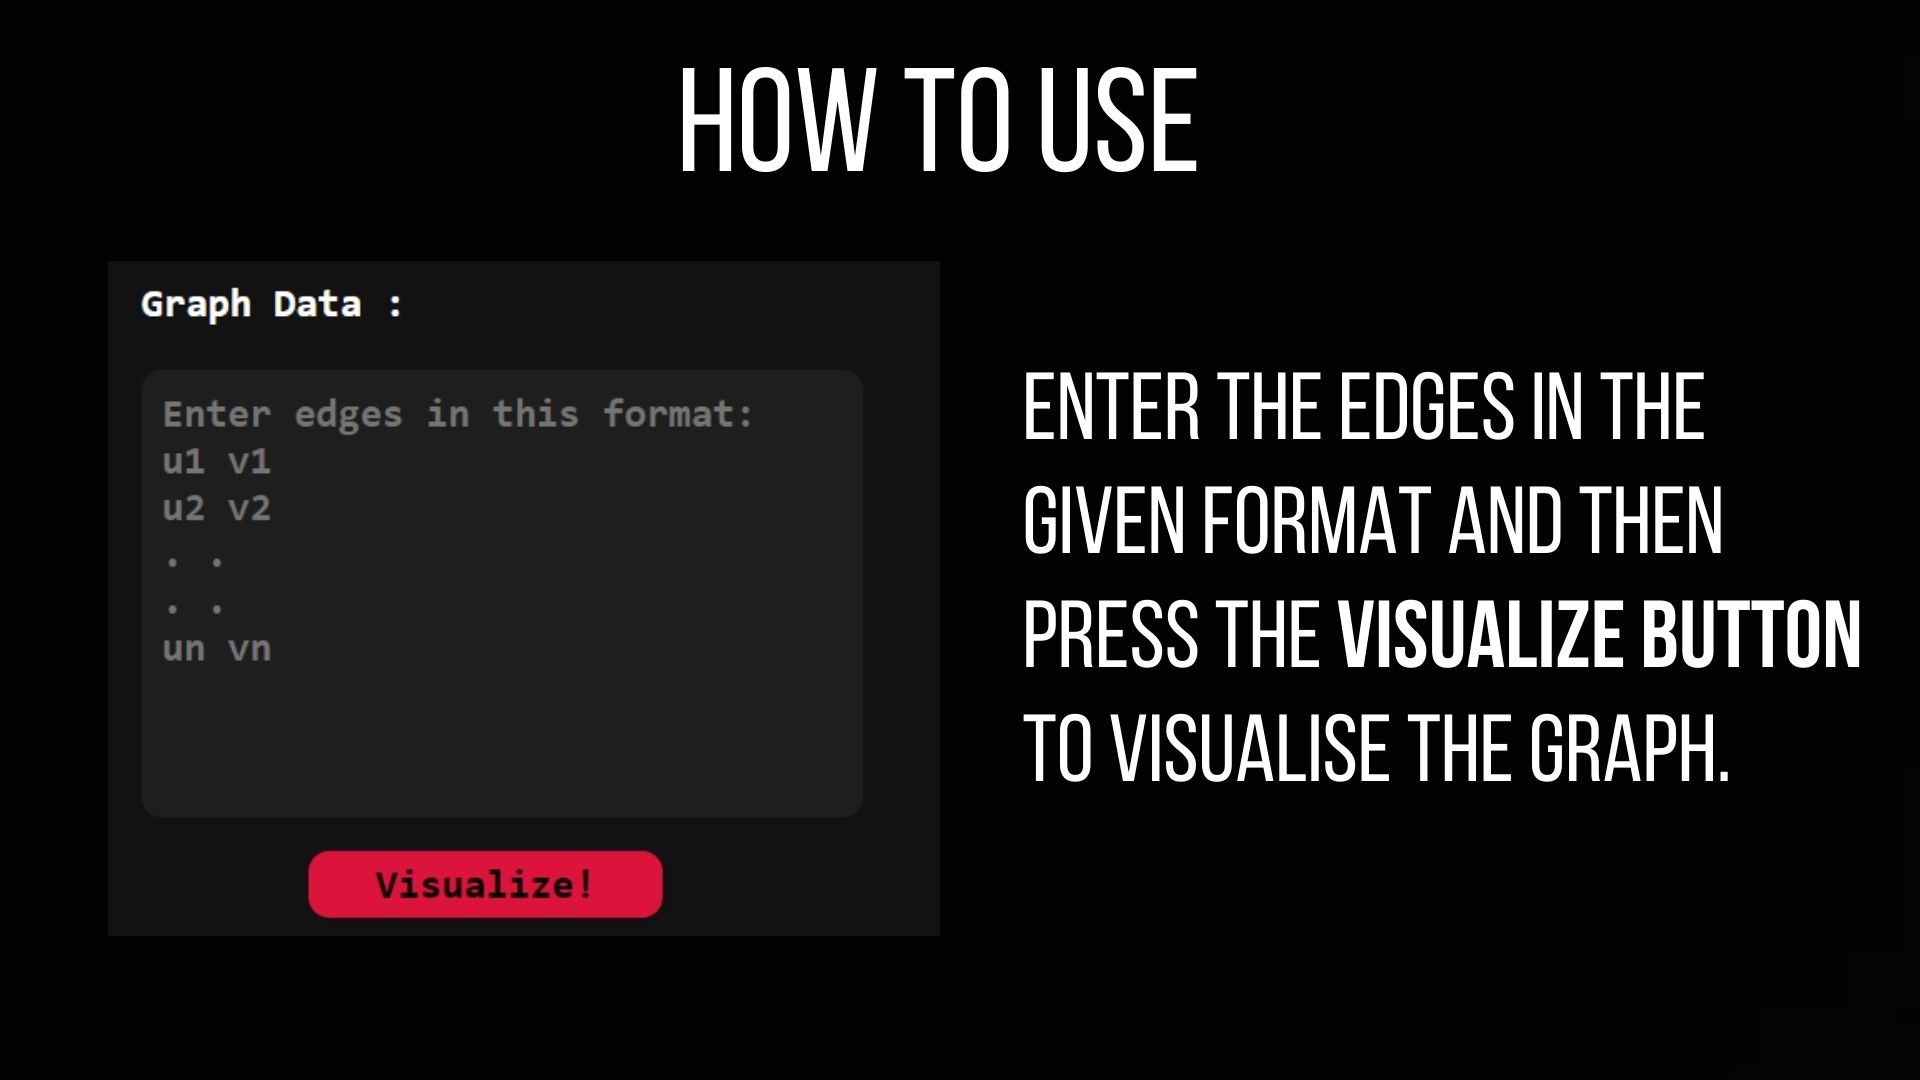 HOW TO USE
Graph Data :
Enter edges in this format:
u1 v1
u2 v2
. .
. .
un vn
Visualize!
ENTER THE EDGES IN THE
GIVEN FORMAT AND THEN
PRESS THE VISUALIZE BUTTON
TO VISUALISE THE GRAPH.